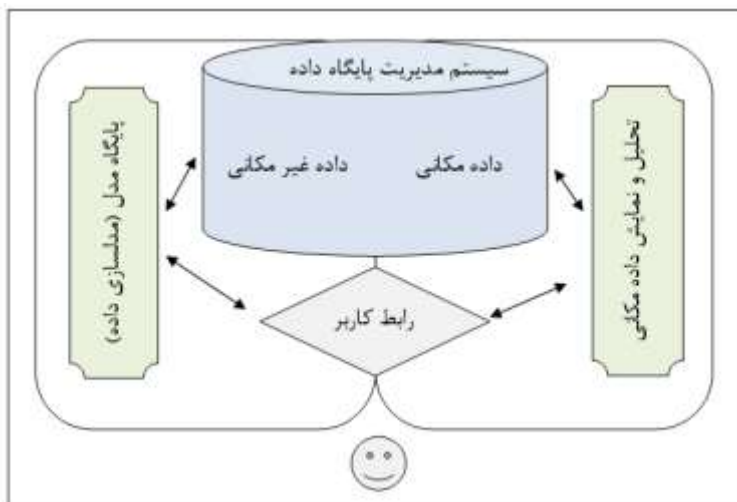 سیستم مدیریت پایگاه داده
داده مکانی
داده غیر مکانی
تحلیل و نمایش داده مکانی
پایگاه مدل (مدلسازی داده)
رابط کاربر